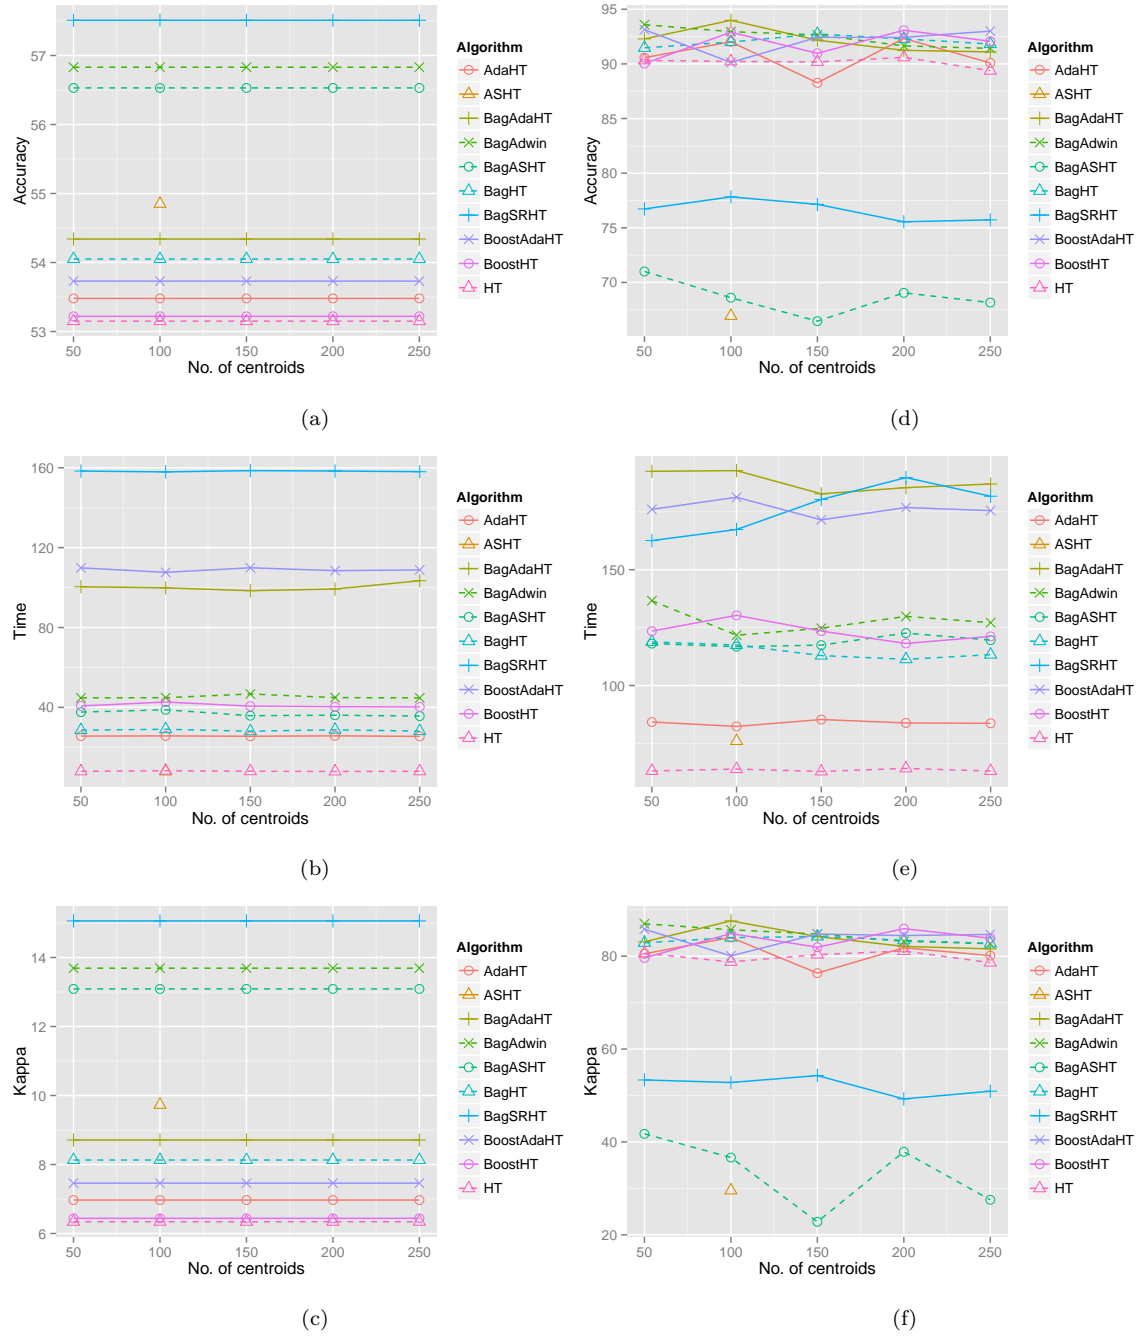 57
56
55
54
53
Accuracy
50 100 150 200 250
No. of centroids
Algorithm
AdaHT
ASHT
BagAdaHT
BagAdwin
BagASHT
BagHT
BagSRHT
BoostAdaHT
BoostHT
HT
(a)
95
90
85
80
75
70
Accuracy
50 100 150 200 250
No. of centroids
Algorithm
AdaHT
ASHT
BagAdaHT
BagAdwin
BagASHT
BagHT
BagSRHT
BoostAdaHT
BoostHT
HT
(d)
160
120
80
40
Time
50 100 150 200 250
No. of centroids
Algorithm
AdaHT
ASHT
BagAdaHT
BagAdwin
BagASHT
BagHT
BagSRHT
BoostAdaHT
BoostHT
HT
(b)
150
100
Time
50 100 150 200 250
No. of centroids
Algorithm
AdaHT
ASHT
BagAdaHT
BagAdwin
BagASHT
BagHT
BagSRHT
BoostAdaHT
BoostHT
HT
(e)
14
12
10
8
6
Kappa
50 100 150 200 250
No. of centroids
Algorithm
AdaHT
ASHT
BagAdaHT
BagAdwin
BagASHT
BagHT
BagSRHT
BoostAdaHT
BoostHT
HT
(c)
80
60
40
20
Kappa
50 100 150 200 250
No. of centroids
Algorithm
AdaHT
ASHT
BagAdaHT
BagAdwin
BagASHT
BagHT
BagSRHT
BoostAdaHT
BoostHT
HT
(f)